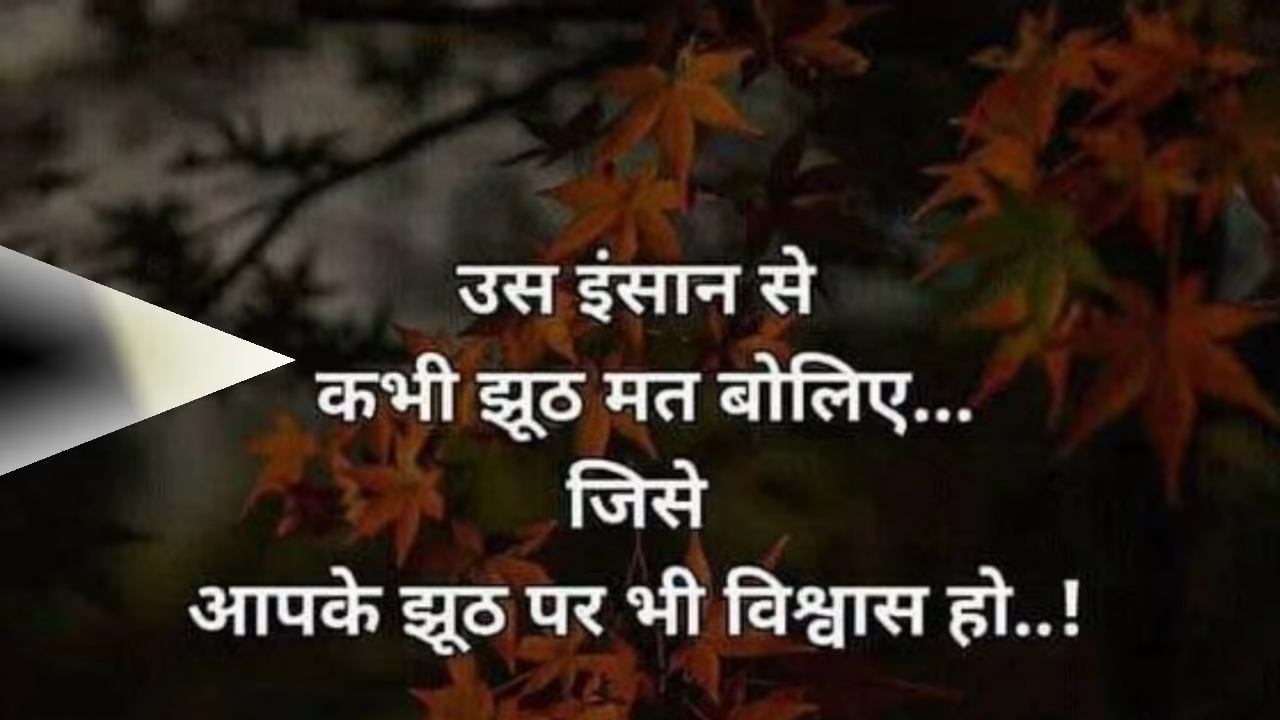 उस इंसान से
कभी झूठ मत बोलिए...
जिसे
आपके झूठ पर भी विश्वास हो..!